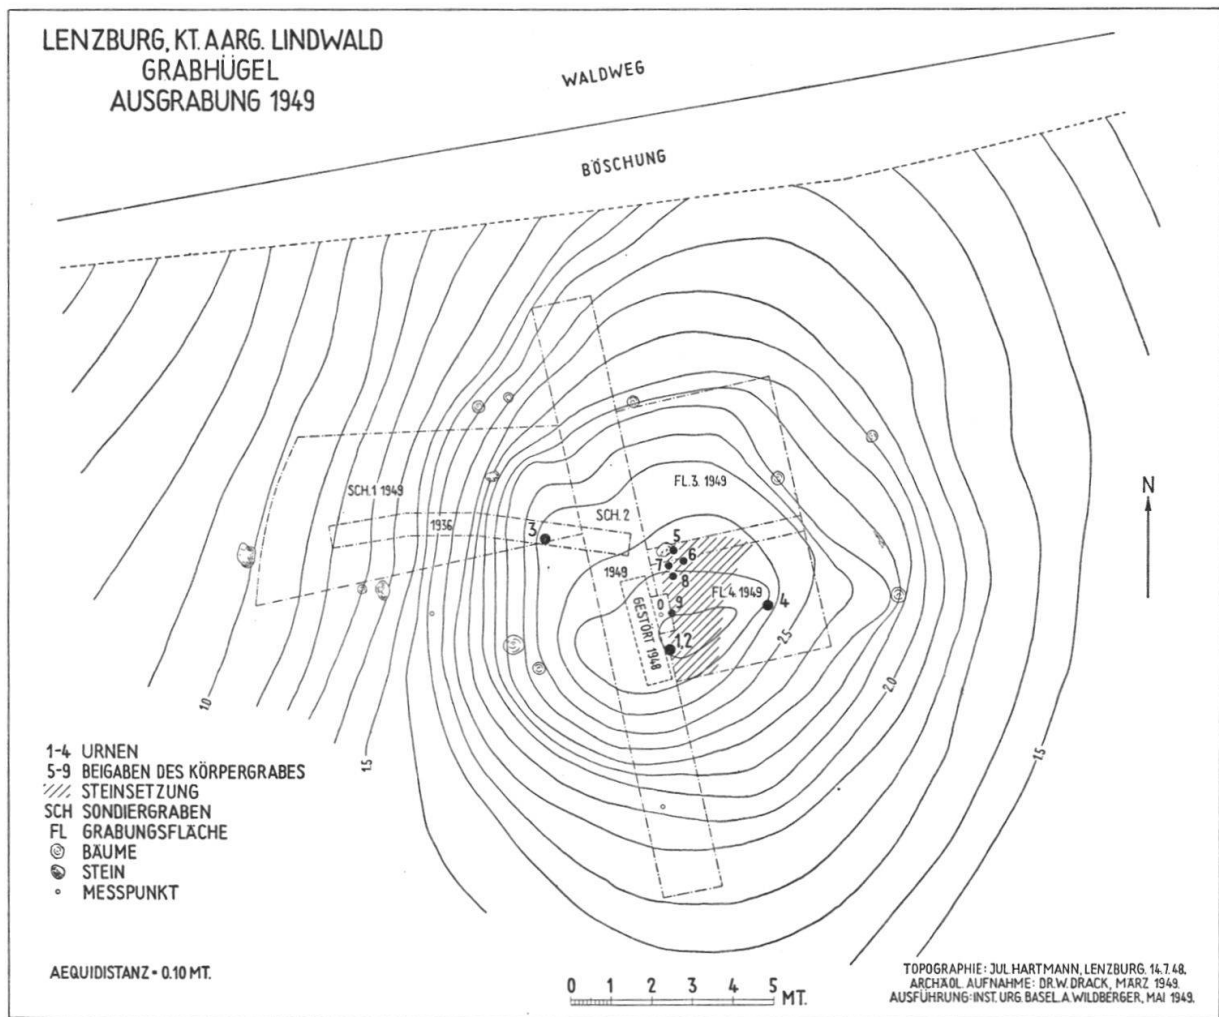 LENZBURG, KT. AARG. LINDWALD
GRABHÜGEL
AUSGRABUNG 1949
WALDWEG
BÖSCHUNG
SCH. 1 1949
1936
3
SCH. 2
1949
FL. 3. 1949
5
6
7
8
0
9
FL. 4. 1949
4
GESTÖRT 1948
1,2
2.5
2.0
1.5
1.0
1.5
N
1-4 URNEN
5-9 BEIGABEN DES KÖRPERGRABES
STEINSETZUNG
SCH SONDIERGRABEN
FL GRABUNGSFLÄCHE
BÄUME
STEIN
MESSPUNKT
AEQUIDISTANZ = 0.10 MT.
0 1 2 3 4 5 MT.
TOPOGRAPHIE: JUL. HARTMANN, LENZBURG. 14.7.48.
ARCHÄOL. AUFNAHME: DR. W. DRACK, MÄRZ 1949.
AUSFÜHRUNG: INST. URG. BASEL. A. WILDBERGER, MAI 1949.